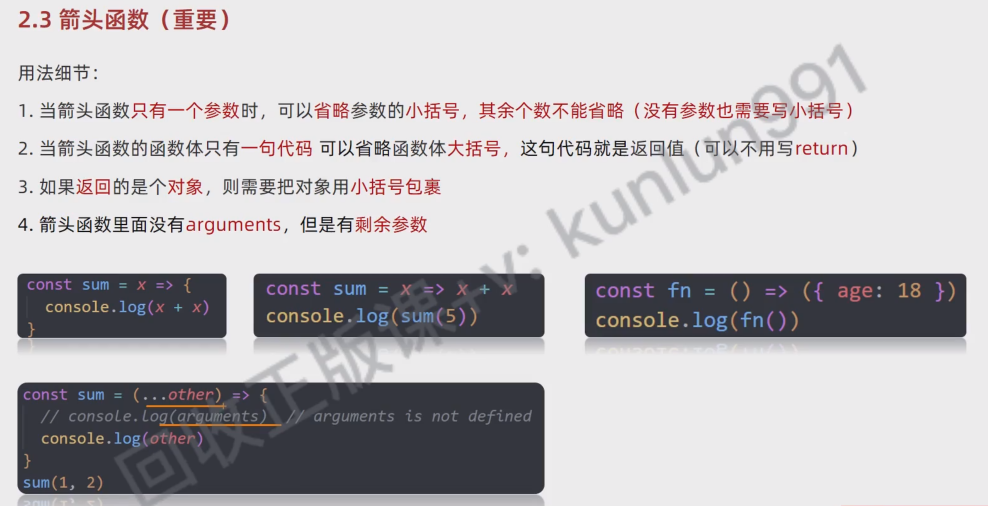 2.3 箭头函数（重要）
用法细节：
1. 当箭头函数只有一个参数时，可以省略参数的小括号，其余个数不能省略（没有参数也需要写小括号）
2. 当箭头函数的函数体只有一句代码 可以省略函数体大括号，这句代码就是返回值（可以不用写return）
3. 如果返回的是个对象，则需要把对象用小括号包裹
4. 箭头函数里面没有arguments，但是有剩余参数
const sum = x => {
console.log(x + x)
}
const sum = x => x + x
console.log(sum(5))
const fn = () => ({ age: 18 })
console.log(fn())
const sum = (...other) => {
// console.log(arguments) // arguments is not defined
console.log(other)
}
sum(1, 2)
回收正版课+v: kunlun991